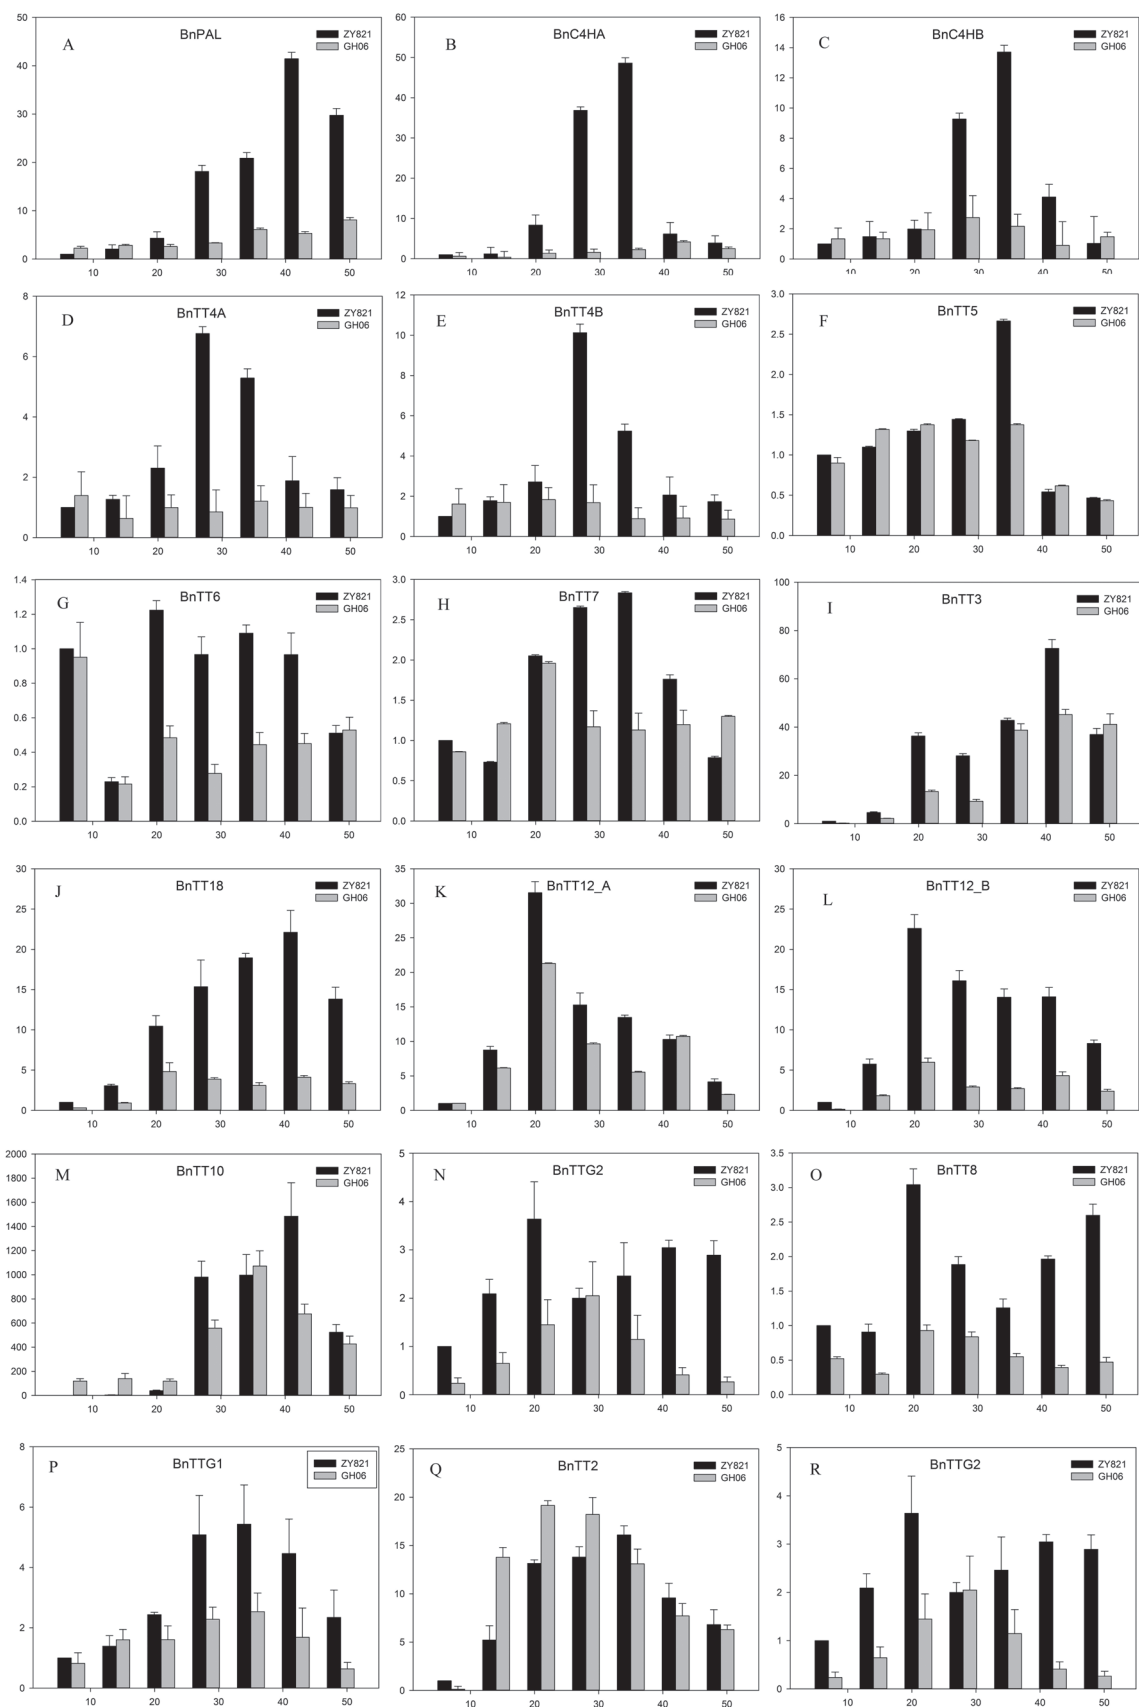 A BnPAL ZY821 GH06
50 40 30 20 10 0
10 20 30 40 50
B BnC4HA ZY821 GH06
60 50 40 30 20 10 0
10 20 30 40 50
C BnC4HB ZY821 GH06
16 14 12 10 8 6 4 2 0
10 20 30 40 50
D BnTT4A ZY821 GH06
8 6 4 2 0
10 20 30 40 50
E BnTT4B ZY821 GH06
12 10 8 6 4 2 0
10 20 30 40 50
F BnTT5 ZY821 GH06
3.0 2.5 2.0 1.5 1.0 0.5 0.0
10 20 30 40 50
G BnTT6 ZY821 GH06
1.4 1.2 1.0 0.8 0.6 0.4 0.2 0.0
10 20 30 40 50
H BnTT7 ZY821 GH06
3.0 2.5 2.0 1.5 1.0 0.5 0.0
10 20 30 40 50
I BnTT3 ZY821 GH06
100 80 60 40 20 0
10 20 30 40 50
J BnTT18 ZY821 GH06
30 25 20 15 10 5 0
10 20 30 40 50
K BnTT12_A ZY821 GH06
35 30 25 20 15 10 5 0
10 20 30 40 50
L BnTT12_B ZY821 GH06
30 25 20 15 10 5 0
10 20 30 40 50
M BnTT10 ZY821 GH06
2000 1800 1600 1400 1200 1000 800 600 400 200 0
10 20 30 40 50
N BnTTG2 ZY821 GH06
5 4 3 2 1 0
10 20 30 40 50
O BnTT8 ZY821 GH06
3.5 3.0 2.5 2.0 1.5 1.0 0.5 0.0
10 20 30 40 50
P BnTTG1 ZY821 GH06
8 6 4 2 0
10 20 30 40 50
Q BnTT2 ZY821 GH06
25 20 15 10 5 0
10 20 30 40 50
R BnTTG2 ZY821 GH06
5 4 3 2 1 0
10 20 30 40 50